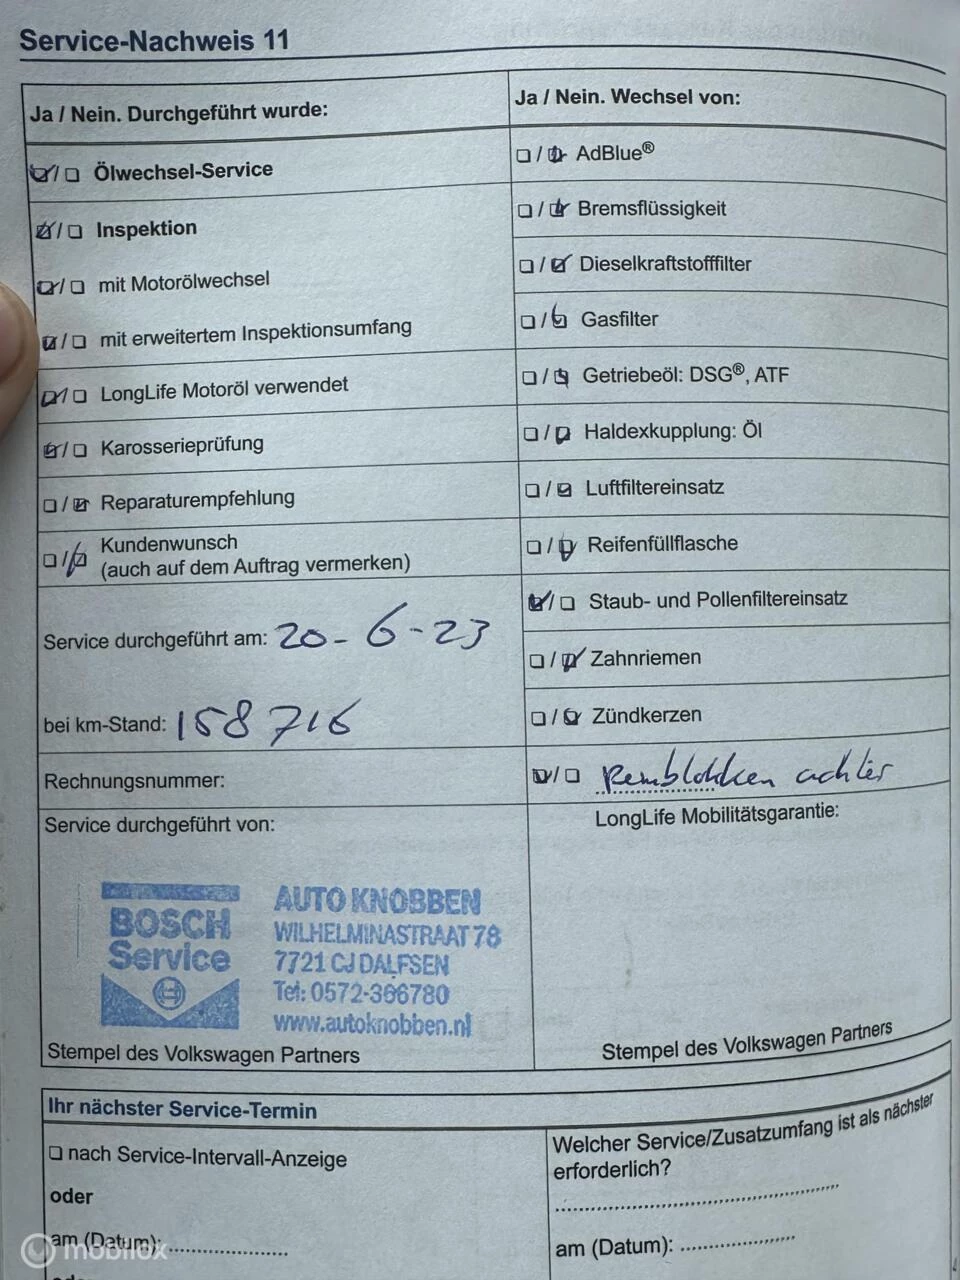 Service-Nachweis 11
Ja / Nein. Durchgeführt wurde:
Ölwechsel-Service
Inspektion
mit Motorölwechsel
mit erweitertem Inspektionsumfang
LongLife Motoröl verwendet
Karosserieprüfung
Reparaturempfehlung
Kundenwunsch
(auch auf dem Auftrag vermerken)
Service durchgeführt am: 20-6-23
bei km-Stand: 158716
Rechnungsnummer:
Service durchgeführt von:
BOSCH
Service
AUTO KNOBBEN
WILHELMINASTRAAT 78
7721 CJ DALFSEN
Tel: 0572-366780
www.autoknobben.nl
Stempel des Volkswagen Partners
Ja / Nein. Wechsel von:
AdBlue®
Bremsflüssigkeit
Dieselkraftstofffilter
Gasfilter
Getriebeöl: DSG®, ATF
Haldexkupplung: Öl
Luftfiltereinsatz
Reifenfüllflasche
Staub- und Pollenfiltereinsatz
Zahnriemen
Zündkerzen
Remblokken achter
LongLife Mobilitätsgarantie:
Stempel des Volkswagen Partners
Ihr nächster Service-Termin
nach Service-Intervall-Anzeige
oder
am (Datum):
Welcher Service/Zusatzumfang ist als nächster
erforderlich?
am (Datum):
mobilox